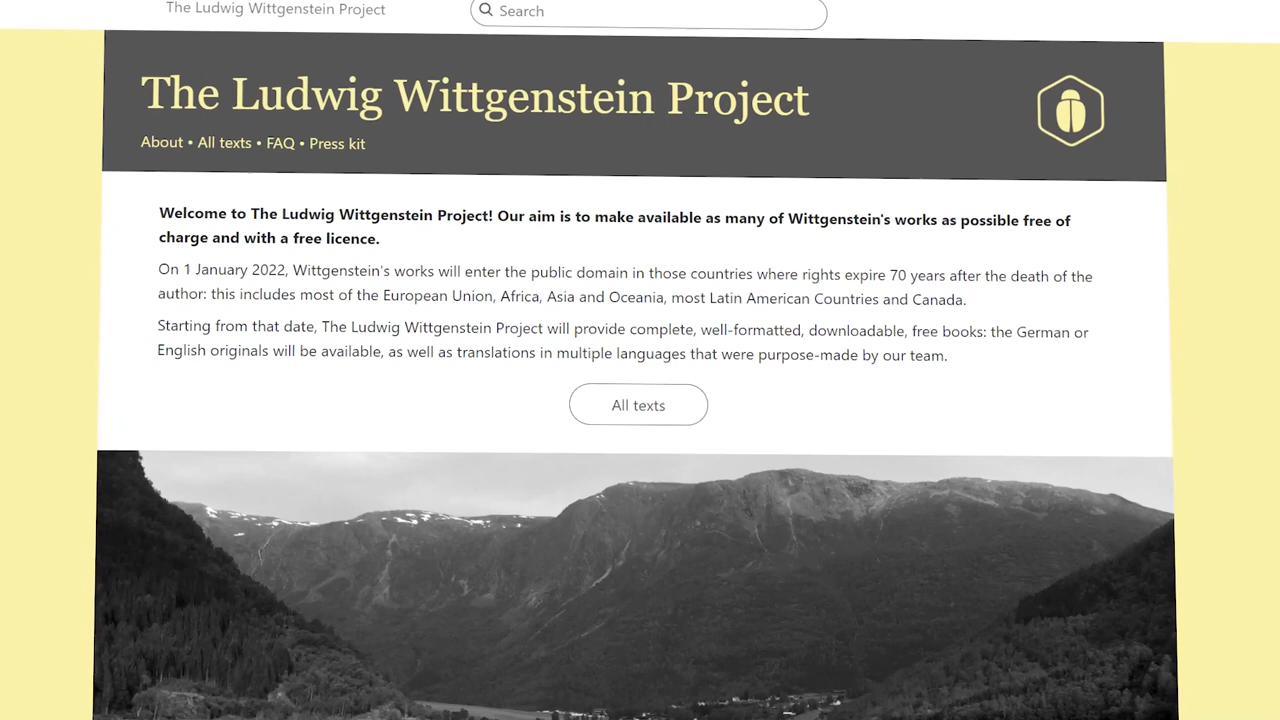 The Ludwig Wittgenstein Project
Search
The Ludwig Wittgenstein Project
About • All texts • FAQ • Press kit
Welcome to The Ludwig Wittgenstein Project! Our aim is to make available as many of Wittgenstein's works as possible free of
charge and with a free licence.
On 1 January 2022, Wittgenstein's works will enter the public domain in those countries where rights expire 70 years after the death of the
author: this includes most of the European Union, Africa, Asia and Oceania, most Latin American Countries and Canada.
Starting from that date, The Ludwig Wittgenstein Project will provide complete, well-formatted, downloadable, free books: the German or
English originals will be available, as well as translations in multiple languages that were purpose-made by our team.
All texts